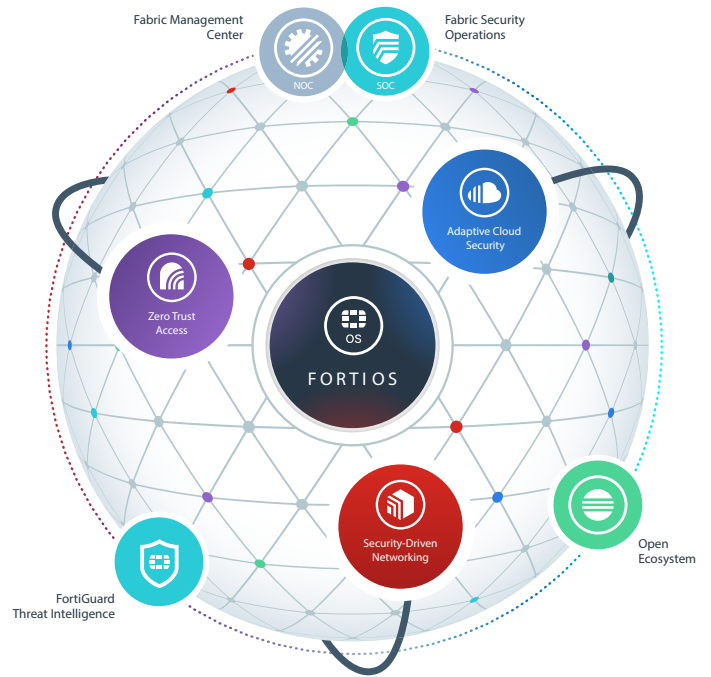 Fabric Management
Center
Fabric Security
Operations
NOC
SOC
Adaptive Cloud
Security
Zero Trust
Access
OS
FORTIOS
Security-Driven
Networking
Open
Ecosystem
FortiGuard
Threat Intelligence